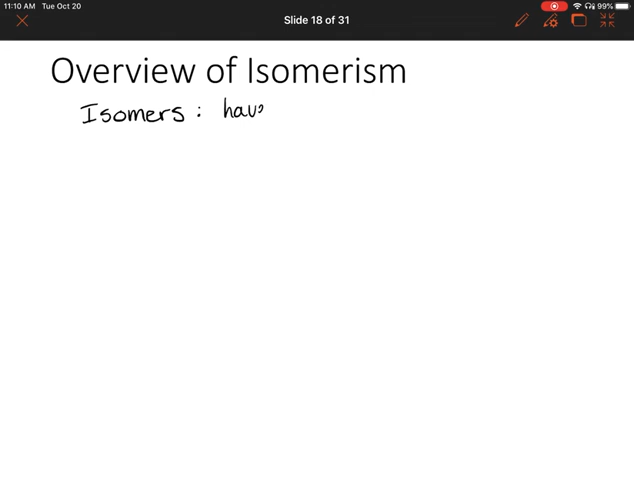 11:10 AM Tue Oct 20
99%
Slide 18 of 31
Overview of Isomerism
Isomers :